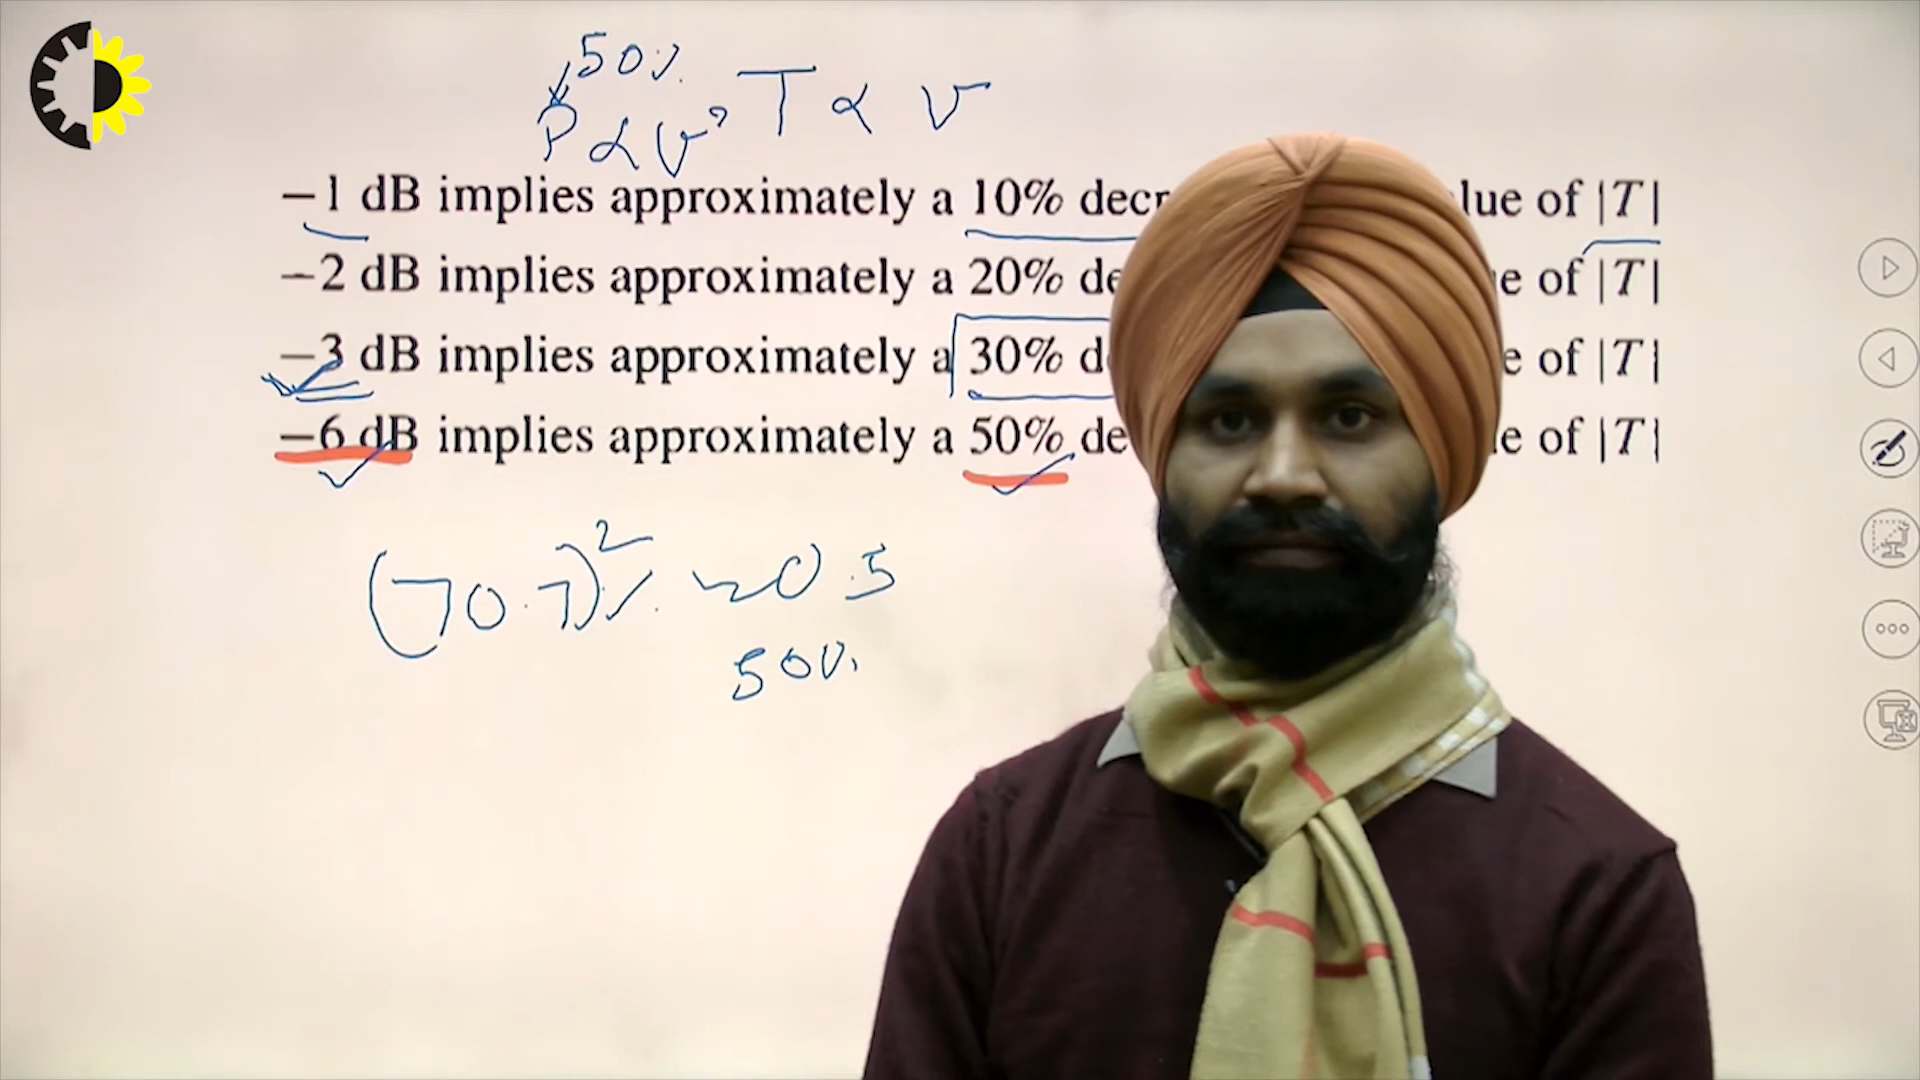 50%
P ∝ V² T ∝ V
−1 dB implies approximately a 10% decr lue of |T|
−2 dB implies approximately a 20% de e of |T|
−3 dB implies approximately a 30% d e of |T|
−6 dB implies approximately a 50% de e of |T|
(70.7)²% ~ 0.5
50%